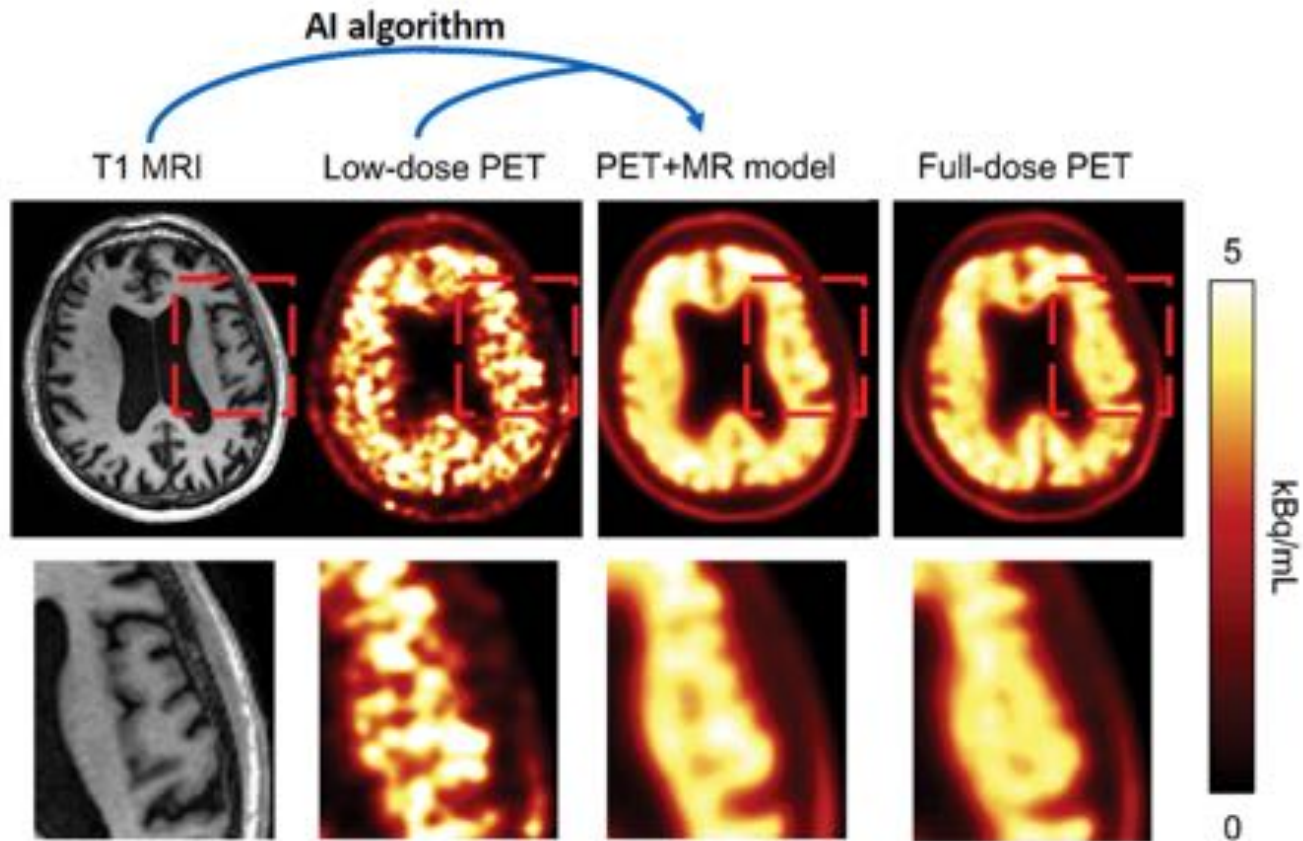 AI algorithm
T1 MRI
Low-dose PET
PET+MR model
Full-dose PET
5
kBq/mL
0